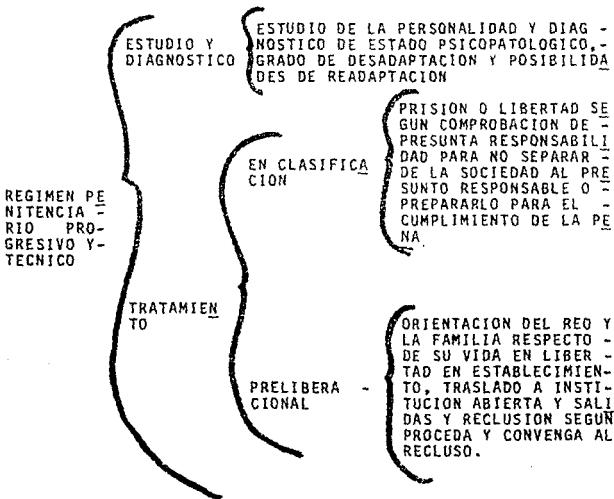 REGIMEN PE
NITENCIA -
RIO PRO-
GRESIVO Y-
TECNICO
ESTUDIO Y
DIAGNOSTICO
ESTUDIO DE LA PERSONALIDAD Y DIAG -
NOSTICO DE ESTADO PSICOPATOLOGICO,-
GRADO DE DESADAPTACION Y POSIBILIDA
DES DE READAPTACION
TRATAMIEN
TO
EN CLASIFICA
CION
PRISION O LIBERTAD SE
GUN COMPROBACION DE -
PRESUNTA RESPONSABILI
DAD PARA NO SEPARAR -
DE LA SOCIEDAD AL PRE
SUNTO RESPONSABLE O -
PREPARARLO PARA EL -
CUMPLIMIENTO DE LA PE
NA.
PRELIBERA -
CIONAL
ORIENTACION DEL REO Y
LA FAMILIA RESPECTO -
DE SU VIDA EN LIBER -
TAD EN ESTABLECIMIEN-
TO, TRASLADO A INSTI-
TUCION ABIERTA Y SALI
DAS Y RECLUSION SEGUN
PROCEDA Y CONVENGA AL
RECLUSO.